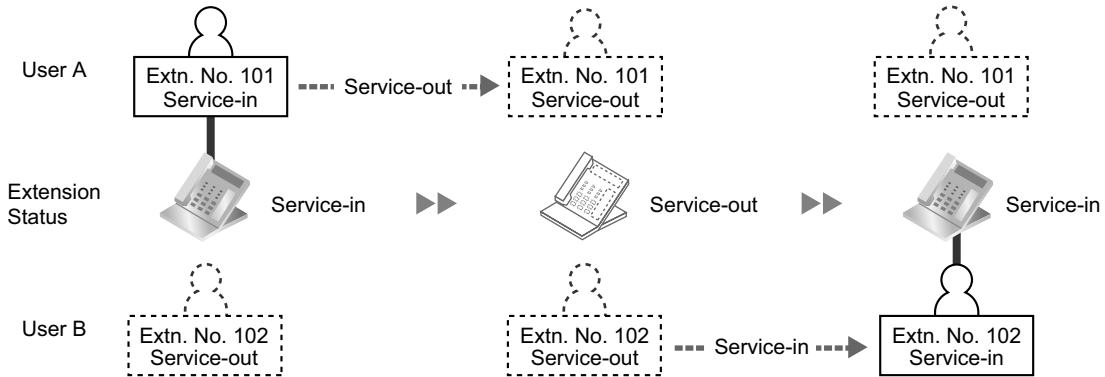 User A
Extn. No. 101
Service-in
Service-out
Extn. No. 101
Service-out
Extn. No. 101
Service-out
Extension
Status
Service-in
Service-out
Service-in
User B
Extn. No. 102
Service-out
Extn. No. 102
Service-out
Service-in
Extn. No. 102
Service-in